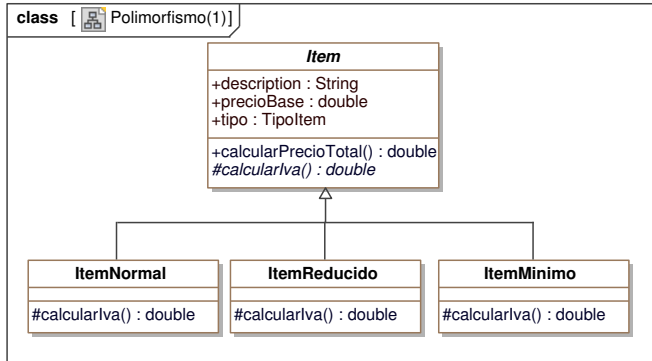 class [ Polimorfismo(1)]
Item
+description : String
+precioBase : double
+tipo : TipoItem
+calcularPrecioTotal() : double
#calcularIva() : double
ItemNormal
#calcularIva() : double
ItemReducido
#calcularIva() : double
ItemMinimo
#calcularIva() : double